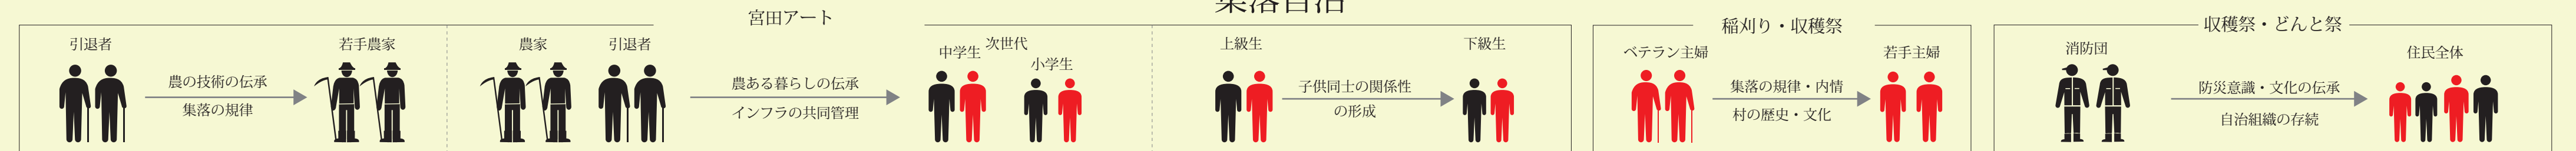 集落自治
宮田アート
引退者
農の技術の伝承
集落の規律
若手農家
農家
引退者
農ある暮らしの伝承
インフラの共同管理
次世代
中学生
小学生
上級生
子供同士の関係性
の形成
下級生
稲刈り・収穫祭
ベテラン主婦
集落の規律・内情
村の歴史・文化
若手主婦
収穫祭・どんと祭
消防団
防災意識・文化の伝承
自治組織の存続
住民全体